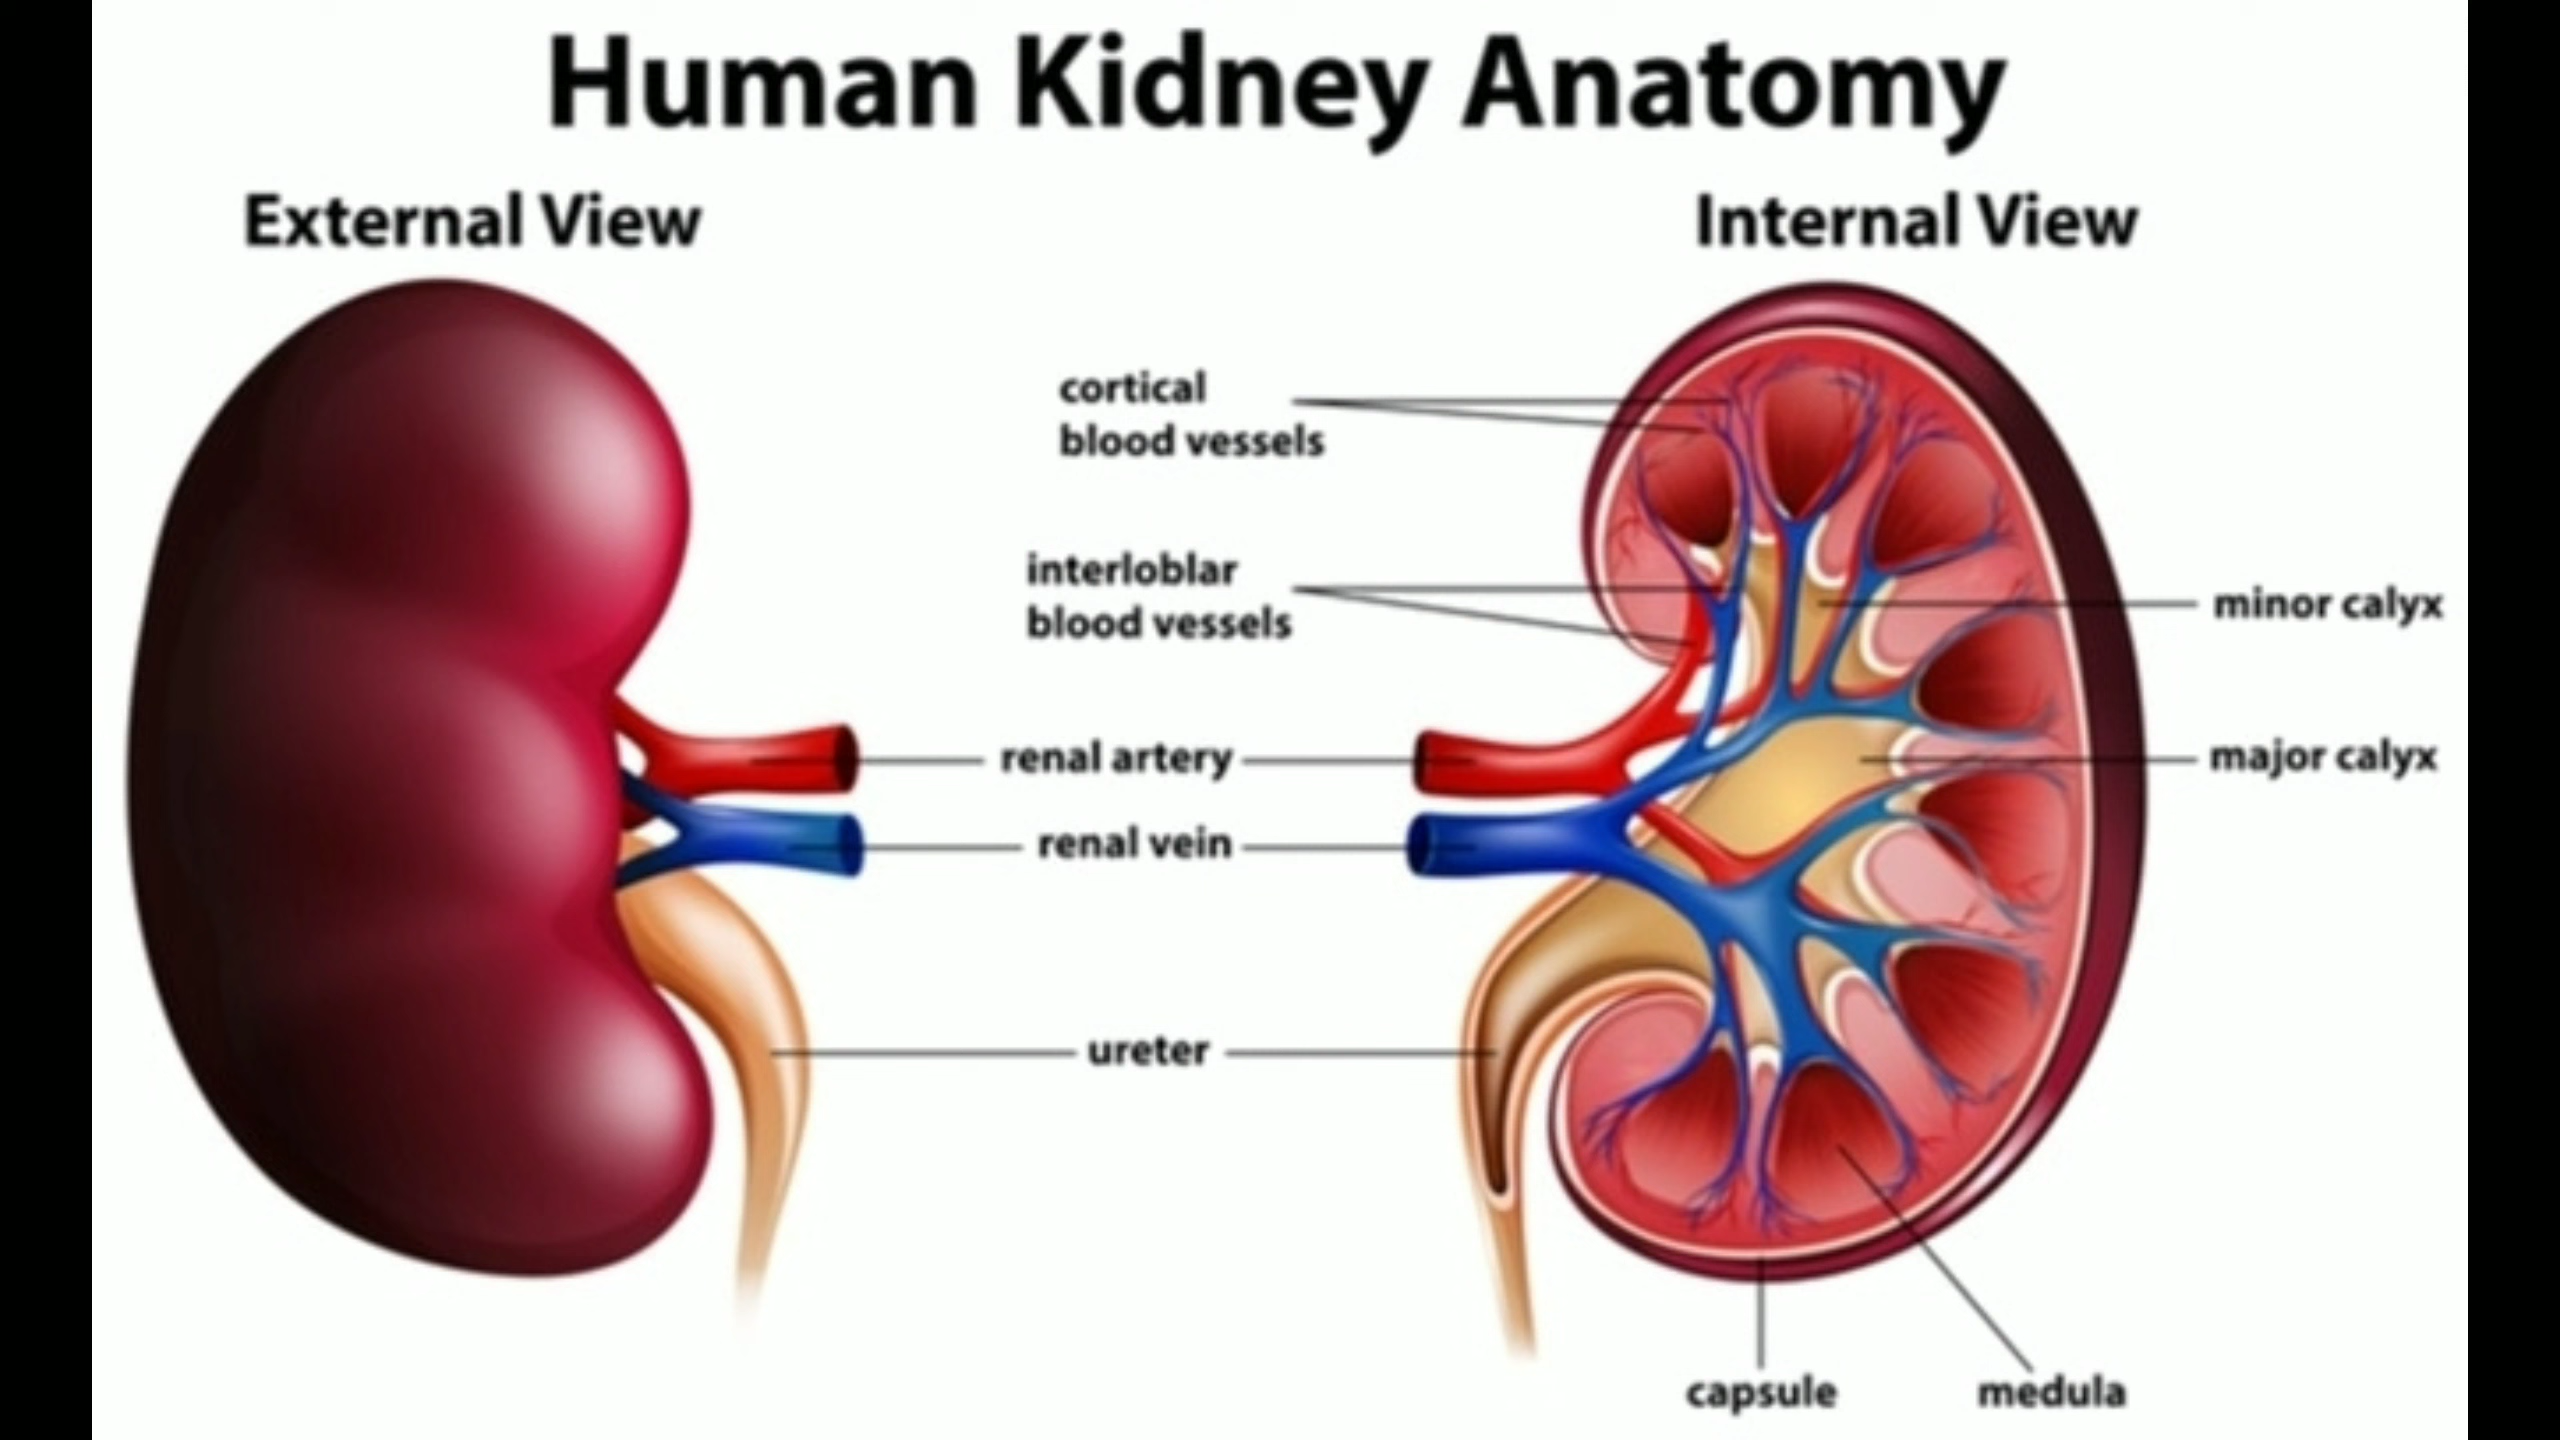 Human Kidney Anatomy
External View
Internal View
cortical
blood vessels
interloblar
blood vessels
minor calyx
renal artery
major calyx
renal vein
ureter
capsule
medula